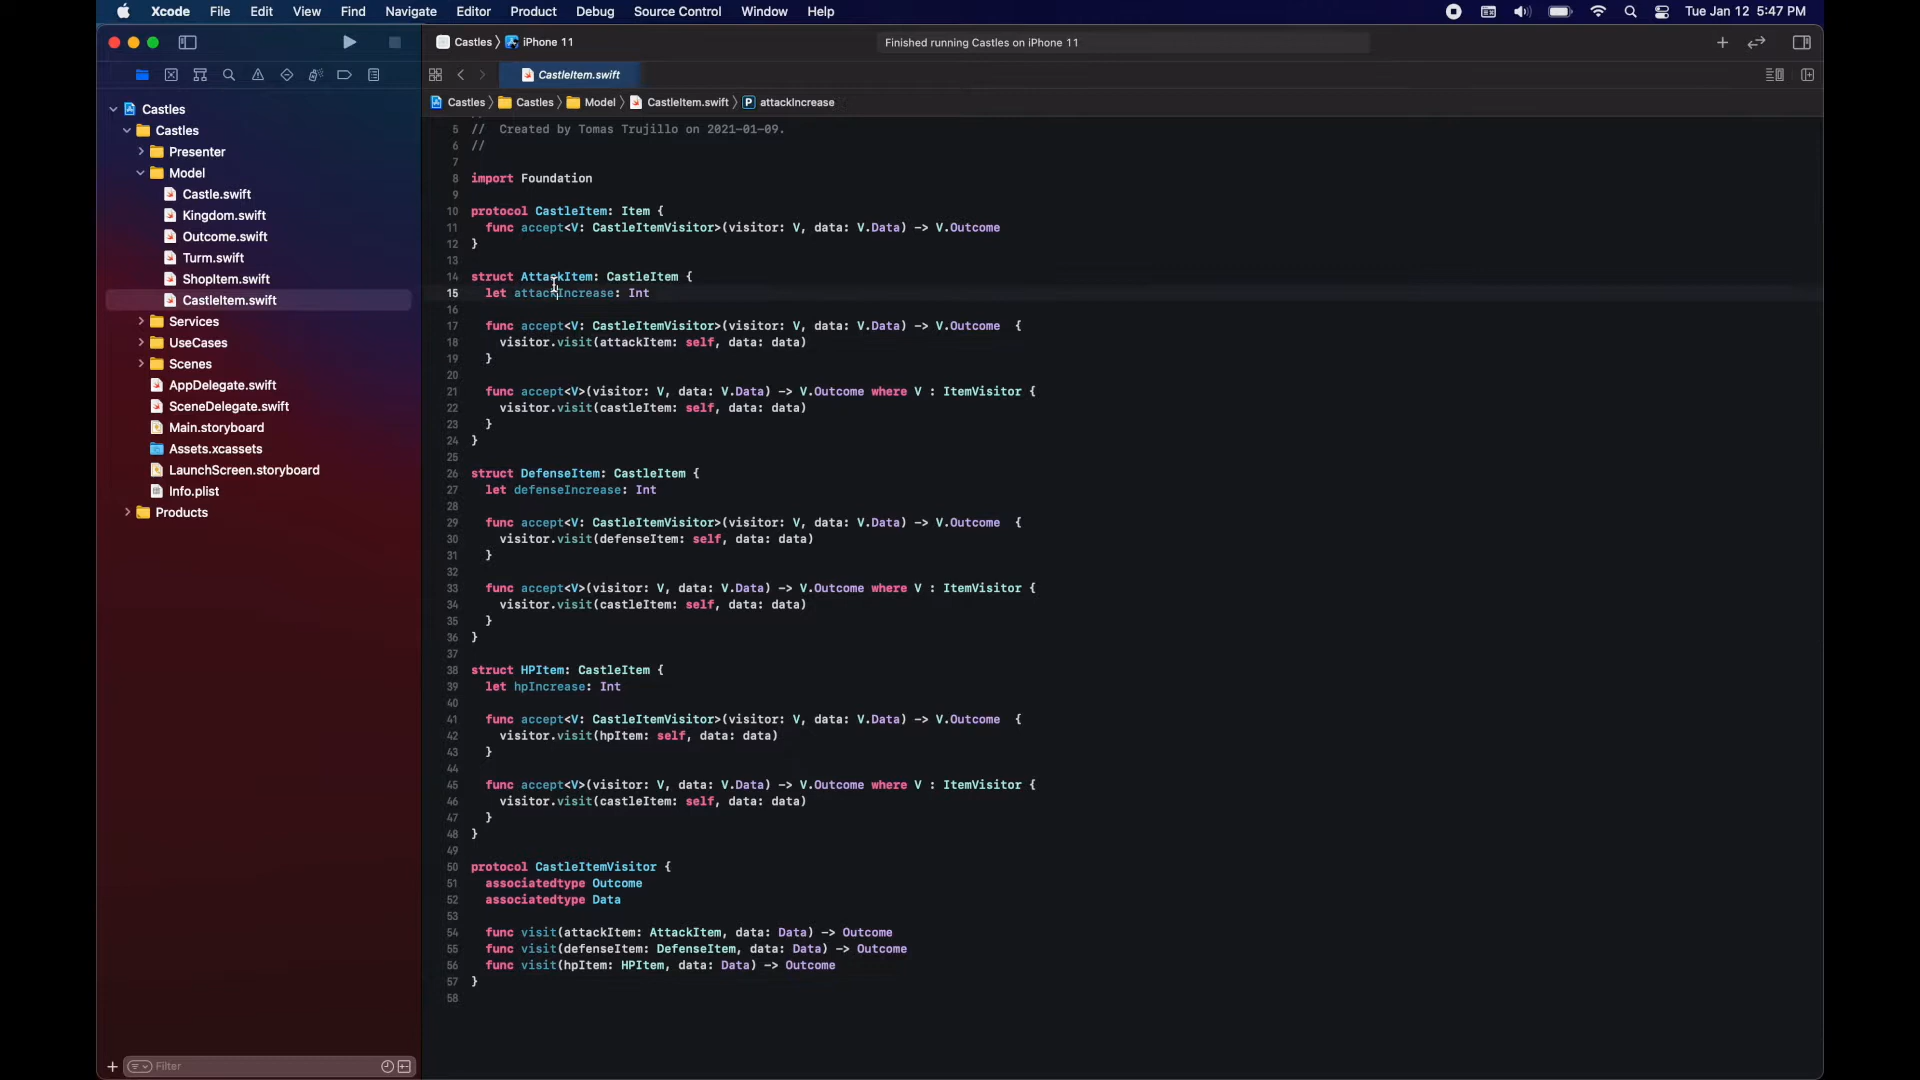 Xcode File Edit View Find Navigate Editor Product Debug Source Control Window Help Tue Jan 12 5:47 PM
Castles iPhone 11 Finished running Castles on iPhone 11
CastleItem.swift
Castles Castles Model CastleItem.swift P attackIncrease
Castles
Castles
Presenter
Model
Castle.swift
Kingdom.swift
Outcome.swift
Turm.swift
ShopItem.swift
CastleItem.swift
Services
UseCases
Scenes
AppDelegate.swift
SceneDelegate.swift
Main.storyboard
Assets.xcassets
LaunchScreen.storyboard
Info.plist
Products
Filter
5 // Created by Tomas Trujillo on 2021-01-09.
6 //
7
8 import Foundation
9
10 protocol CastleItem: Item {
11 func accept<V: CastleItemVisitor>(visitor: V, data: V.Data) -> V.Outcome
12 }
13
14 struct AttackItem: CastleItem {
15 let attackIncrease: Int
16
17 func accept<V: CastleItemVisitor>(visitor: V, data: V.Data) -> V.Outcome {
18 visitor.visit(attackItem: self, data: data)
19 }
20
21 func accept<V>(visitor: V, data: V.Data) -> V.Outcome where V : ItemVisitor {
22 visitor.visit(castleItem: self, data: data)
23 }
24 }
25
26 struct DefenseItem: CastleItem {
27 let defenseIncrease: Int
28
29 func accept<V: CastleItemVisitor>(visitor: V, data: V.Data) -> V.Outcome {
30 visitor.visit(defenseItem: self, data: data)
31 }
32
33 func accept<V>(visitor: V, data: V.Data) -> V.Outcome where V : ItemVisitor {
34 visitor.visit(castleItem: self, data: data)
35 }
36 }
37
38 struct HPItem: CastleItem {
39 let hpIncrease: Int
40
41 func accept<V: CastleItemVisitor>(visitor: V, data: V.Data) -> V.Outcome {
42 visitor.visit(hpItem: self, data: data)
43 }
44
45 func accept<V>(visitor: V, data: V.Data) -> V.Outcome where V : ItemVisitor {
46 visitor.visit(castleItem: self, data: data)
47 }
48 }
49
50 protocol CastleItemVisitor {
51 associatedtype Outcome
52 associatedtype Data
53
54 func visit(attackItem: AttackItem, data: Data) -> Outcome
55 func visit(defenseItem: DefenseItem, data: Data) -> Outcome
56 func visit(hpItem: HPItem, data: Data) -> Outcome
57 }
58